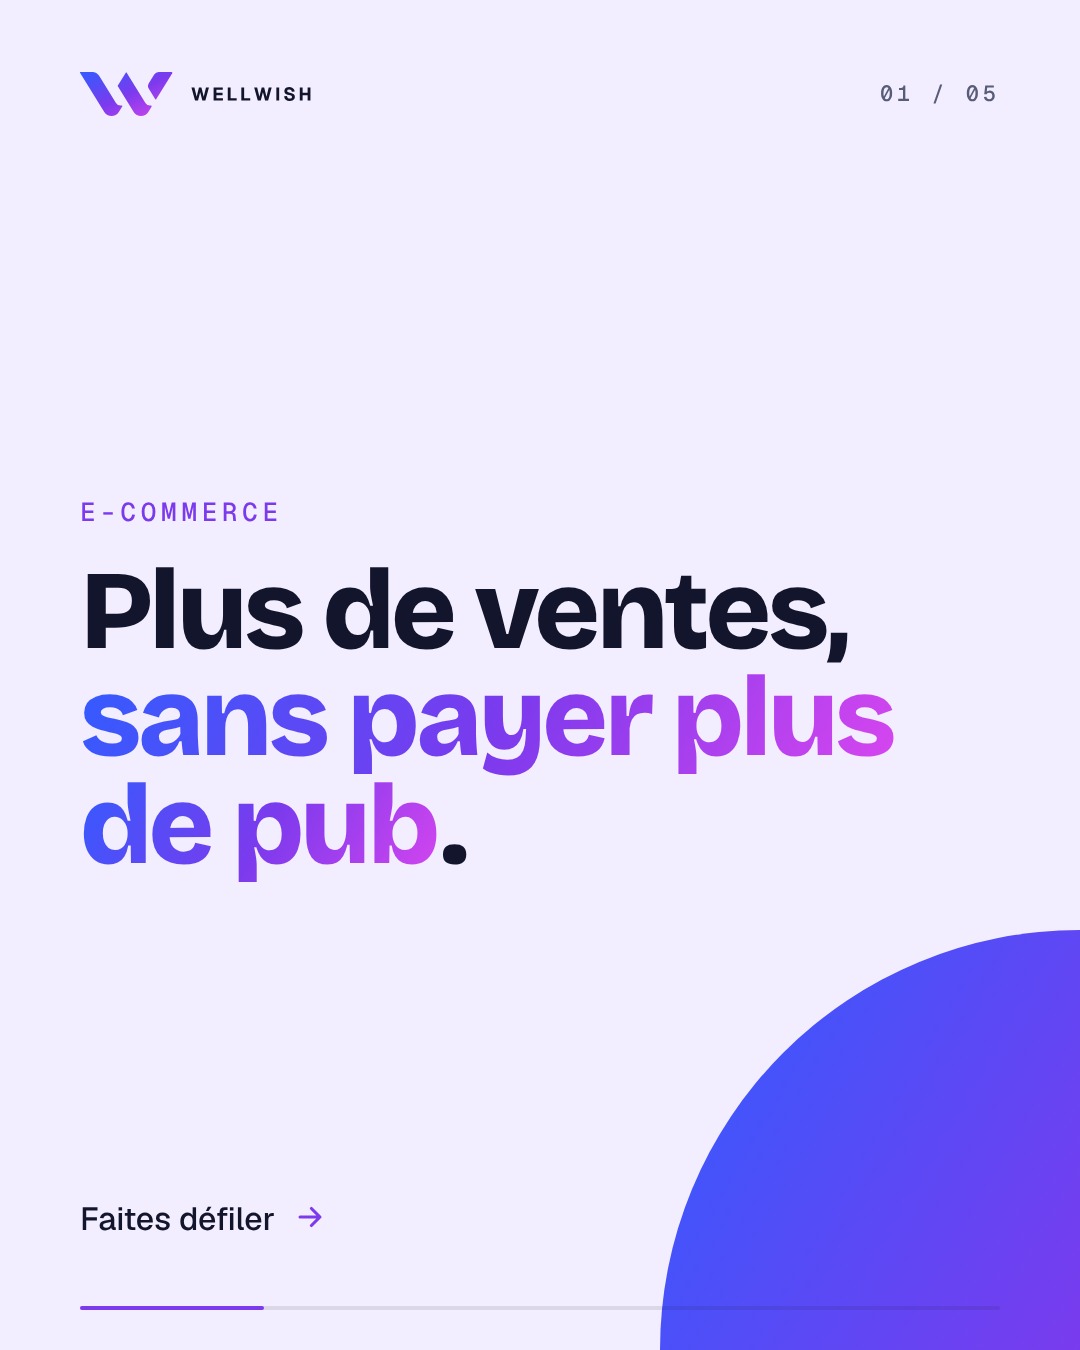 WELLWISH
01 / 05
E-COMMERCE
Plus de ventes,
sans payer plus
de pub.
Faites défiler →